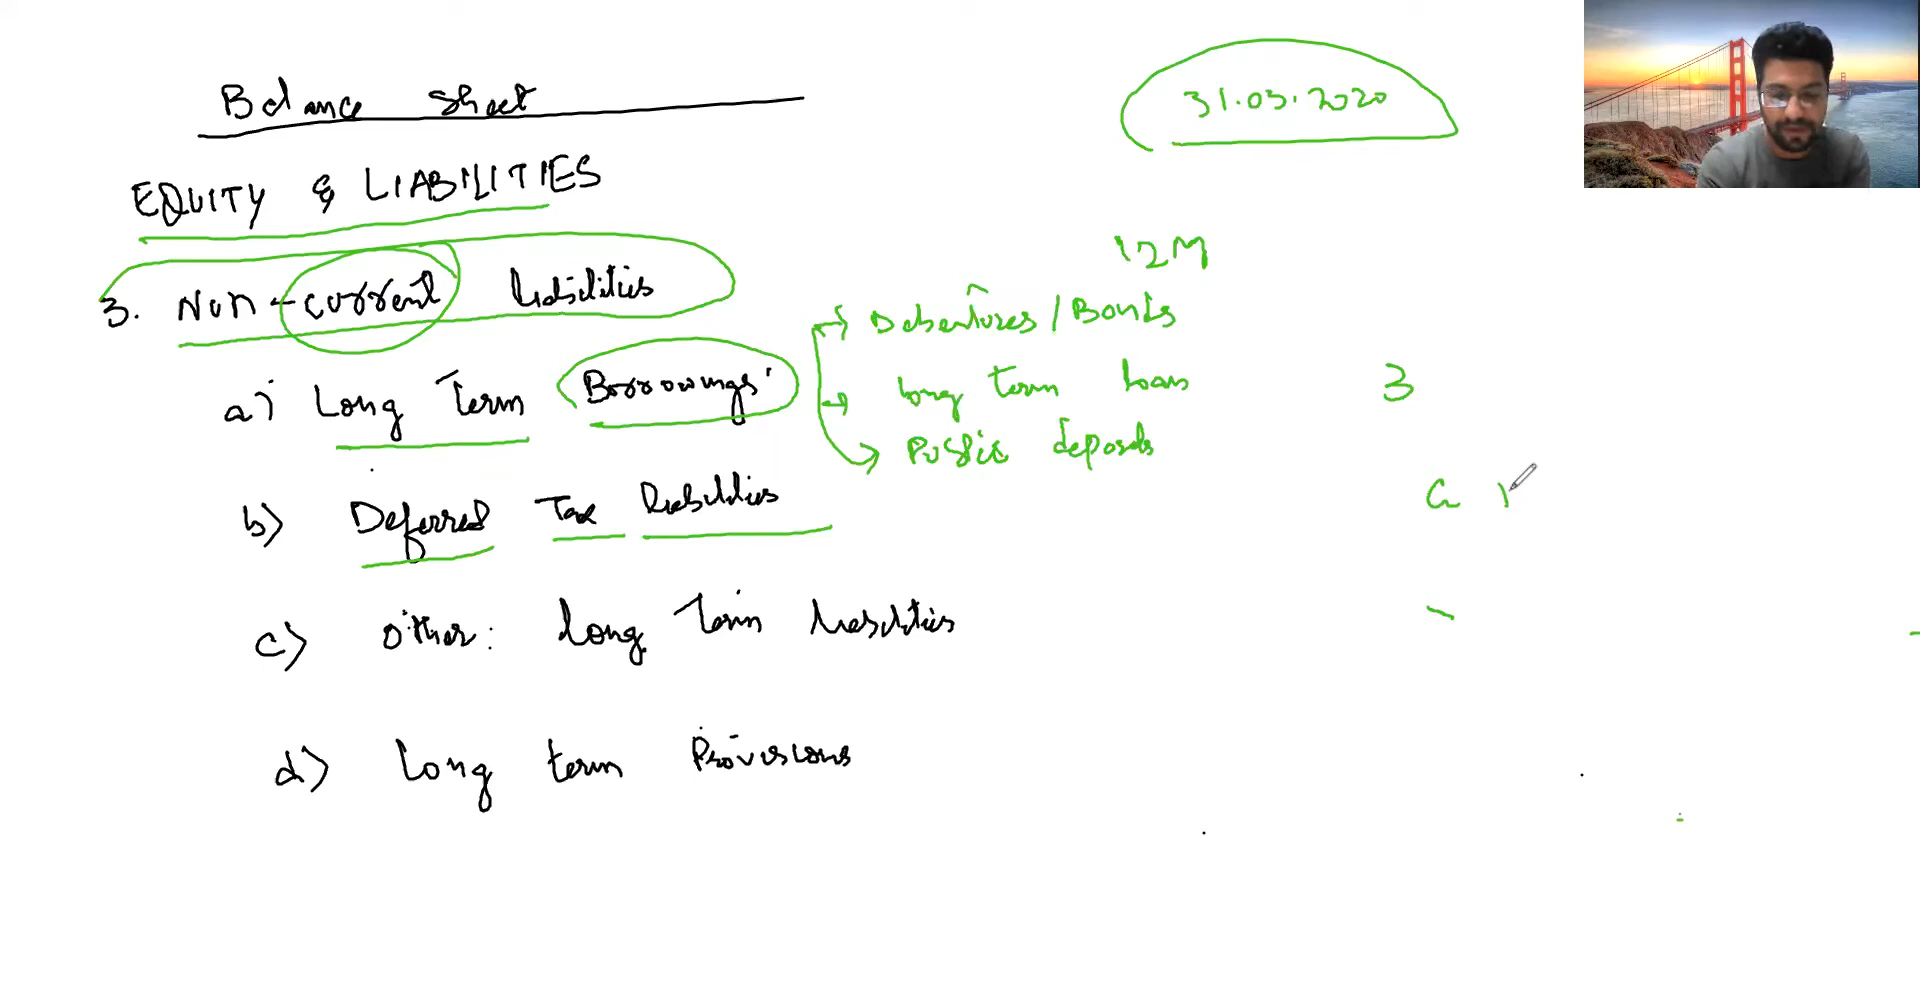 Balance Sheet
31.03.2020
EQUITY & LIABILITIES
12M
3. Non-current liabilities
→ Debentures / Bonds
a) Long Term Borrowings
→ long term loan
3
→ Public deposits
b) Deferred Tax Liabilities
G
c) other: long Term liabilities
d) Long term Provisions